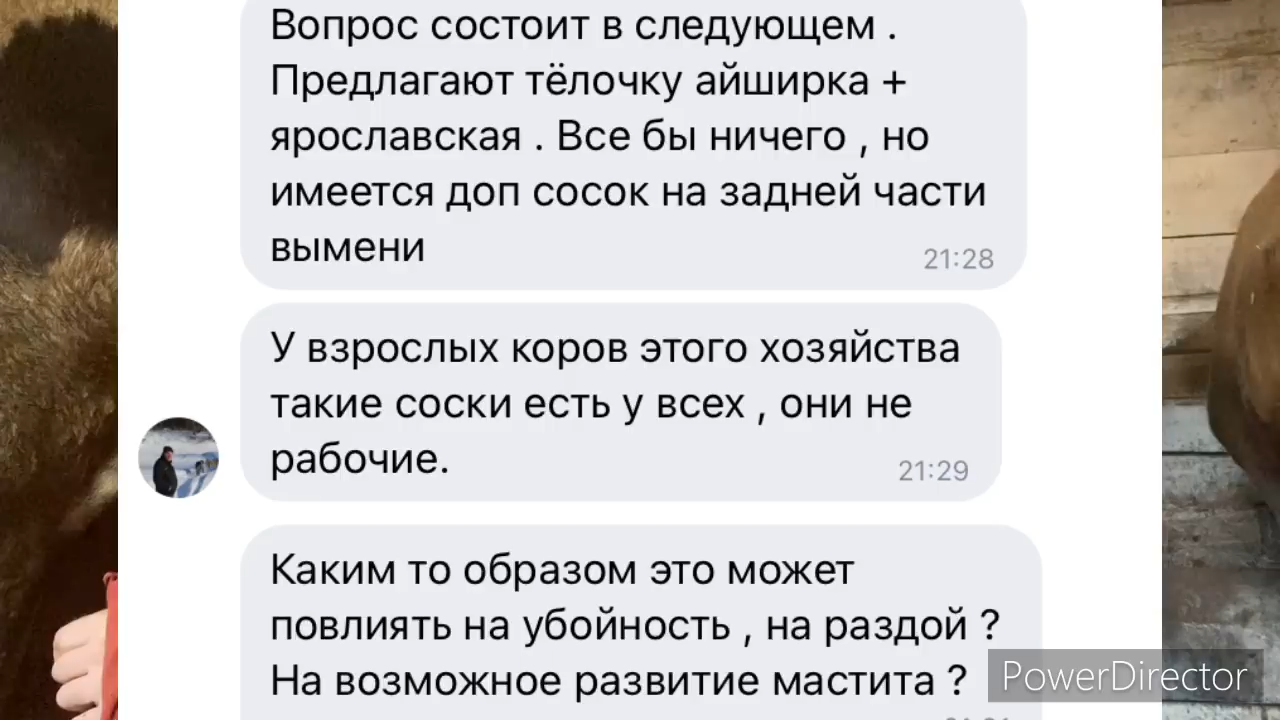 Вопрос состоит в следующем .
Предлагают тёлочку айширка +
ярославская . Все бы ничего , но
имеется доп сосок на задней части
вымени
21:28
У взрослых коров этого хозяйства
такие соски есть у всех , они не
рабочие.
21:29
Каким то образом это может
повлиять на убойность , на раздой ?
На возможное развитие мастита ?
PowerDirector